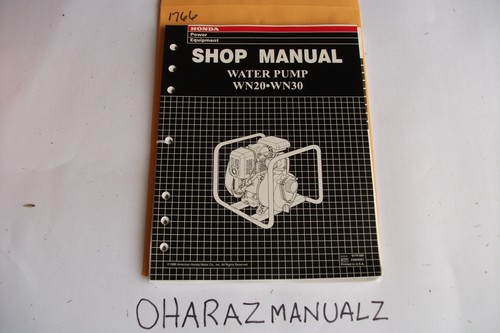 1766
HONDA
Power
Equipment
SHOP MANUAL
WATER PUMP
WN20•WN30
OHARAZMANUALZ